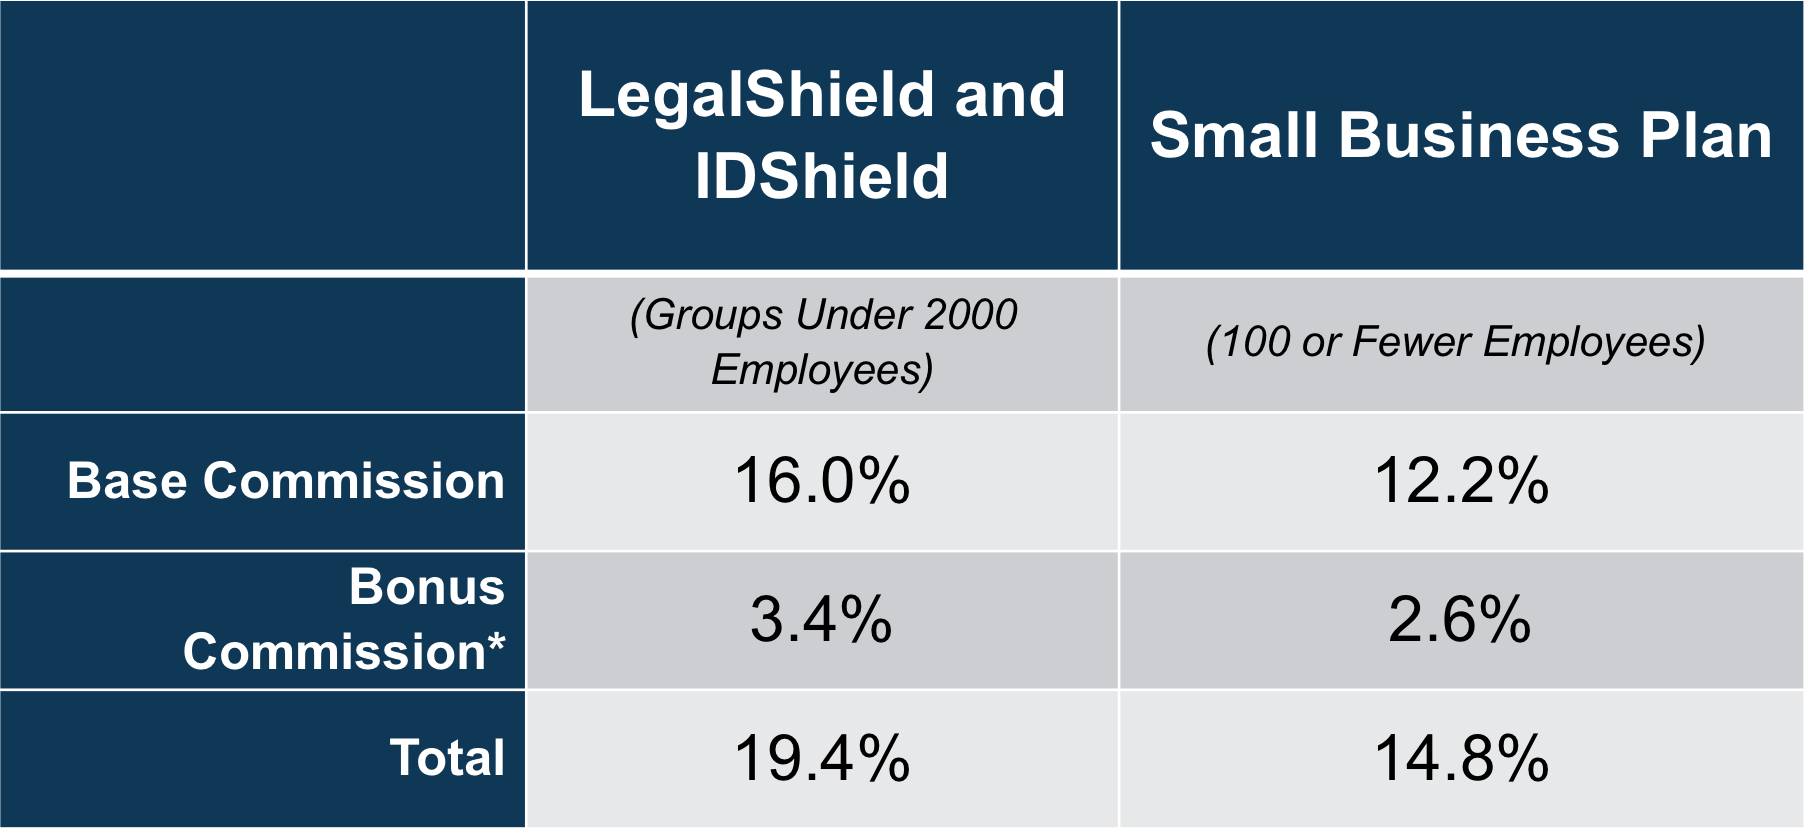 LegalShield and
IDShield
Small Business Plan
(Groups Under 2000
Employees)
(100 or Fewer Employees)
Base Commission
16.0%
12.2%
Bonus
Commission*
3.4%
2.6%
Total
19.4%
14.8%